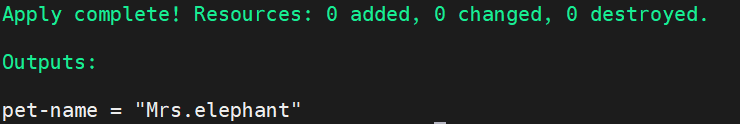 Apply complete! Resources: 0 added, 0 changed, 0 destroyed.
Outputs:
pet-name = "Mrs.elephant"